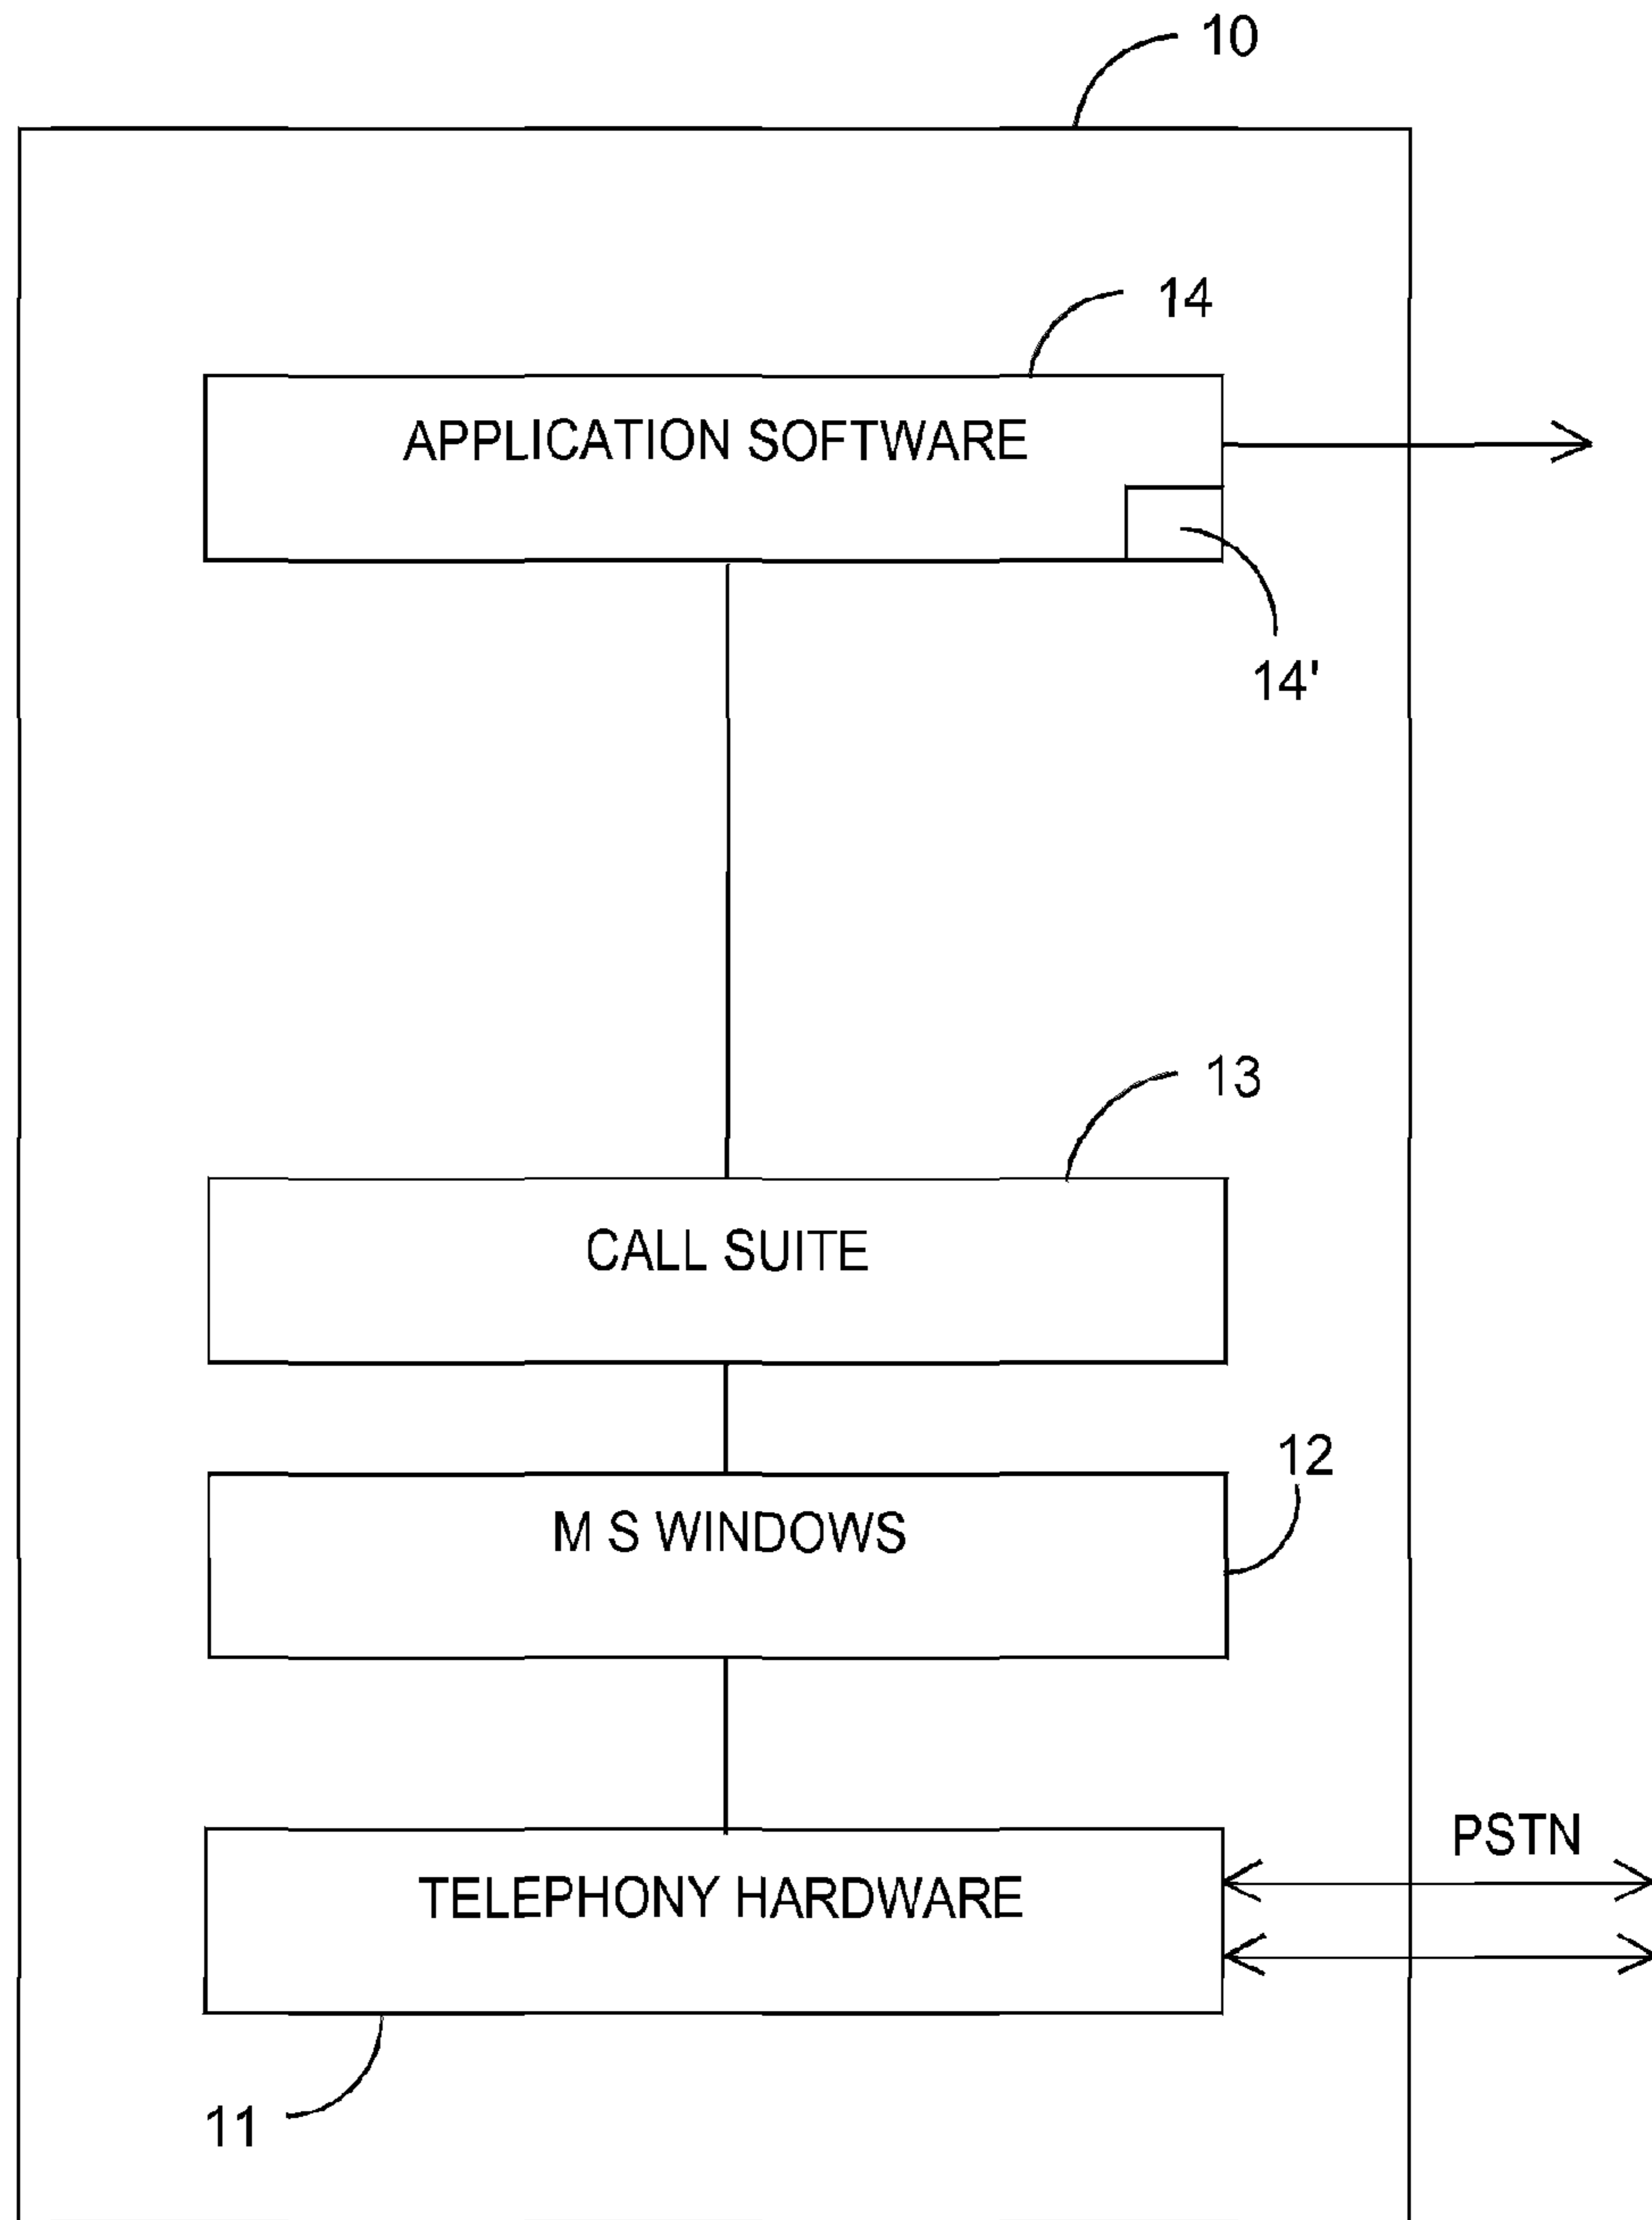 10
14
APPLICATION SOFTWARE
14'
13
CALL SUITE
12
M S WINDOWS
PSTN
TELEPHONY HARDWARE
11